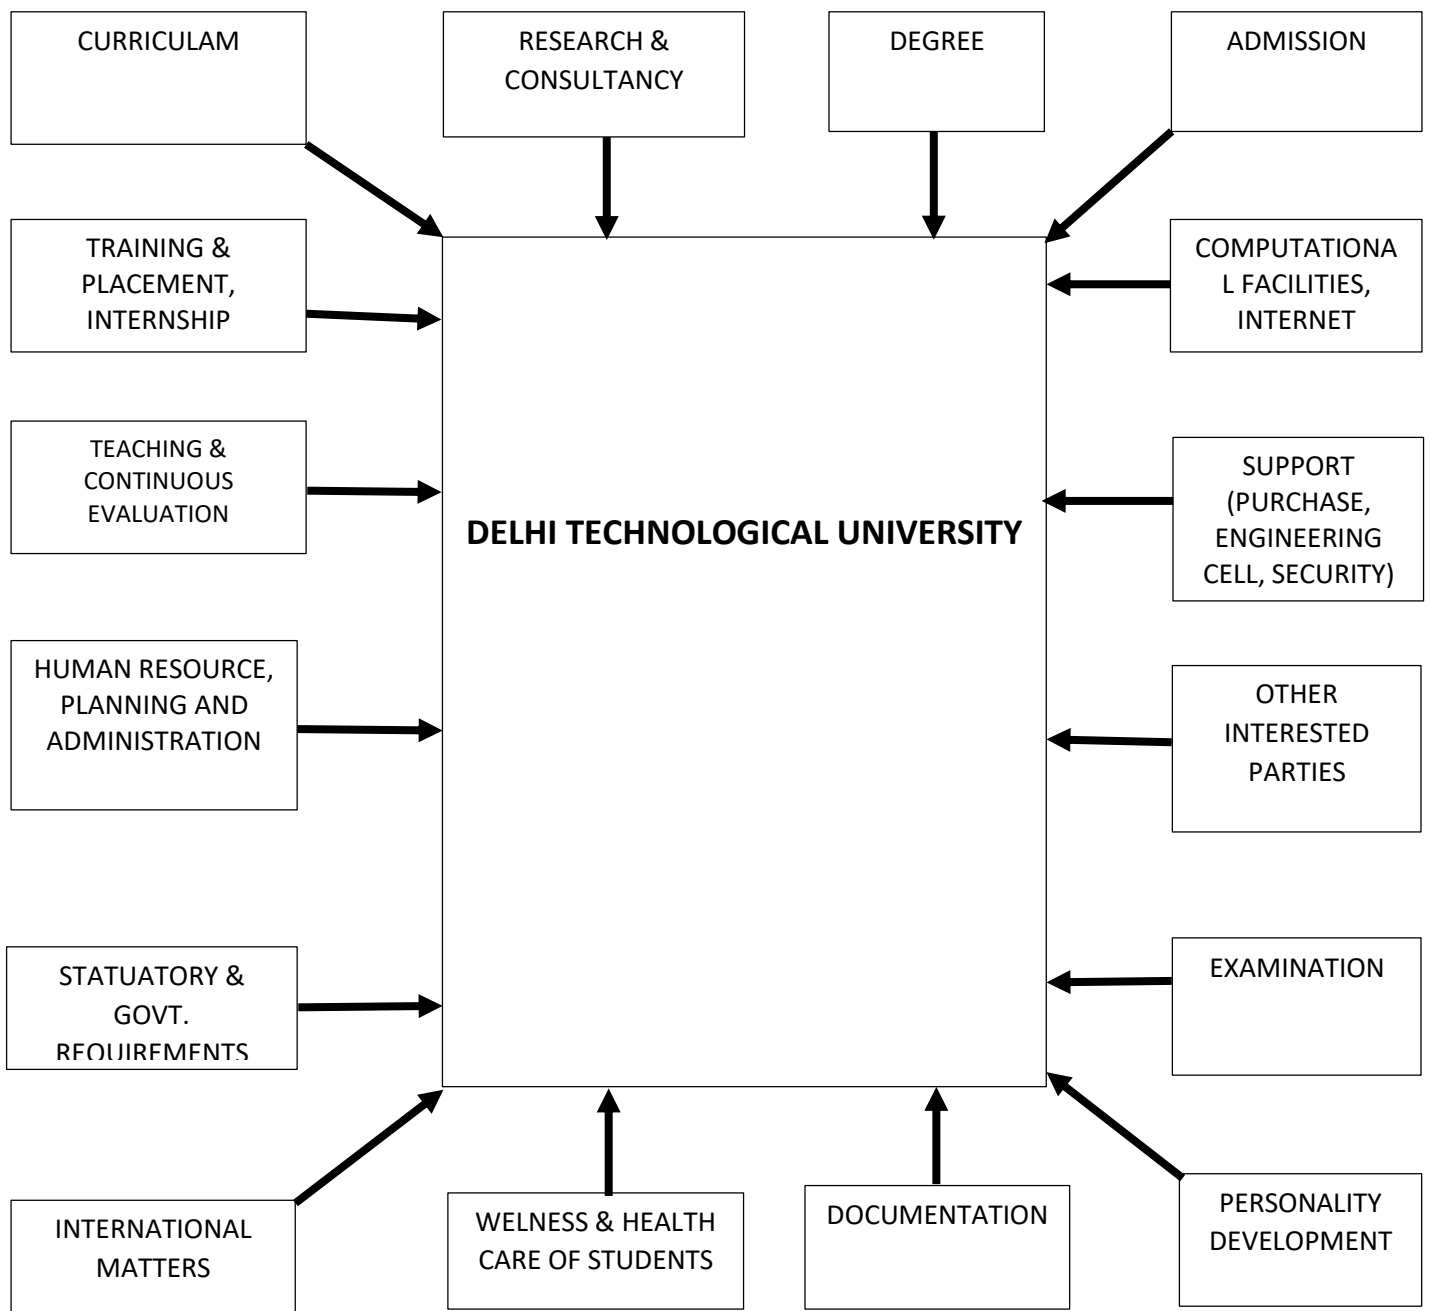 CURRICULAM
RESEARCH &
CONSULTANCY
DEGREE
ADMISSION
TRAINING &
PLACEMENT,
INTERNSHIP
COMPUTATIONA
L FACILITIES,
INTERNET
TEACHING &
CONTINUOUS
EVALUATION
SUPPORT
(PURCHASE,
ENGINEERING
CELL, SECURITY)
DELHI TECHNOLOGICAL UNIVERSITY
HUMAN RESOURCE,
PLANNING AND
ADMINISTRATION
OTHER
INTERESTED
PARTIES
STATUATORY &
GOVT.
REQUIREMENTS
EXAMINATION
INTERNATIONAL
MATTERS
WELNESS & HEALTH
CARE OF STUDENTS
DOCUMENTATION
PERSONALITY
DEVELOPMENT